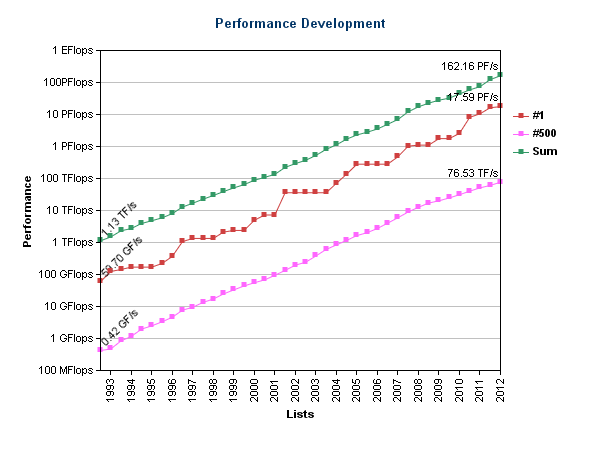 Performance Development
1 EFlops
100PFlops
10 PFlops
1 PFlops
100 TFlops
10 TFlops
1 TFlops
100 GFlops
10 GFlops
1 GFlops
100 MFlops
Performance
162.16 PF/s
17.59 PF/s
76.53 TF/s
1.13 TF/s
59.70 GF/s
0.42 GF/s
#1
#500
Sum
1993
1994
1995
1996
1997
1998
1999
2000
2001
2002
2003
2004
2005
2006
2007
2008
2009
2010
2011
2012
Lists